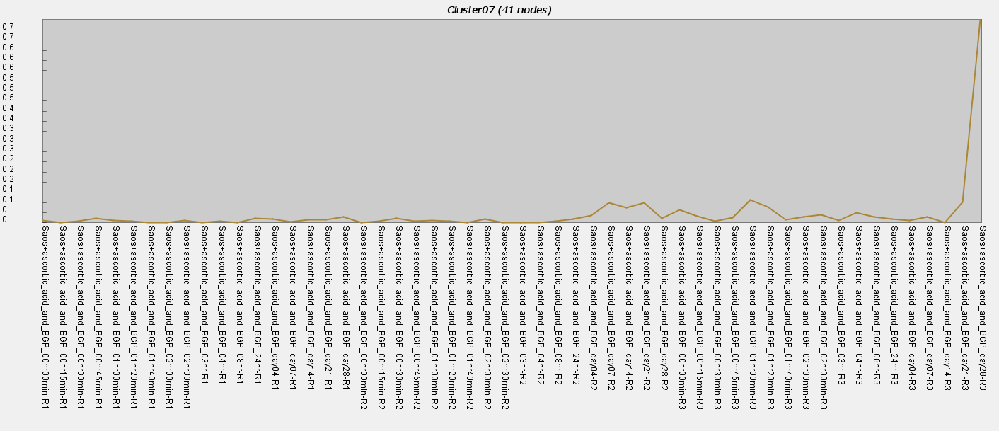 Cluster07 (41 nodes)
0.7
0.7
0.6
0.6
0.6
0.5
0.5
0.5
0.4
0.4
0.3
0.3
0.3
0.2
0.2
0.2
0.1
0.1
0
0
Saos+ascorbic_acid_and_BGP_00hr00min-R1
Saos+ascorbic_acid_and_BGP_00hr15min-R1
Saos+ascorbic_acid_and_BGP_00hr30min-R1
Saos+ascorbic_acid_and_BGP_00hr45min-R1
Saos+ascorbic_acid_and_BGP_01hr00min-R1
Saos+ascorbic_acid_and_BGP_01hr20min-R1
Saos+ascorbic_acid_and_BGP_01hr40min-R1
Saos+ascorbic_acid_and_BGP_02hr00min-R1
Saos+ascorbic_acid_and_BGP_02hr30min-R1
Saos+ascorbic_acid_and_BGP_03hr-R1
Saos+ascorbic_acid_and_BGP_04hr-R1
Saos+ascorbic_acid_and_BGP_08hr-R1
Saos+ascorbic_acid_and_BGP_24hr-R1
Saos+ascorbic_acid_and_BGP_day04-R1
Saos+ascorbic_acid_and_BGP_day07-R1
Saos+ascorbic_acid_and_BGP_day14-R1
Saos+ascorbic_acid_and_BGP_day21-R1
Saos+ascorbic_acid_and_BGP_day28-R1
Saos+ascorbic_acid_and_BGP_00hr00min-R2
Saos+ascorbic_acid_and_BGP_00hr15min-R2
Saos+ascorbic_acid_and_BGP_00hr30min-R2
Saos+ascorbic_acid_and_BGP_00hr45min-R2
Saos+ascorbic_acid_and_BGP_01hr00min-R2
Saos+ascorbic_acid_and_BGP_01hr20min-R2
Saos+ascorbic_acid_and_BGP_01hr40min-R2
Saos+ascorbic_acid_and_BGP_02hr00min-R2
Saos+ascorbic_acid_and_BGP_02hr30min-R2
Saos+ascorbic_acid_and_BGP_03hr-R2
Saos+ascorbic_acid_and_BGP_04hr-R2
Saos+ascorbic_acid_and_BGP_08hr-R2
Saos+ascorbic_acid_and_BGP_24hr-R2
Saos+ascorbic_acid_and_BGP_day04-R2
Saos+ascorbic_acid_and_BGP_day07-R2
Saos+ascorbic_acid_and_BGP_day14-R2
Saos+ascorbic_acid_and_BGP_day21-R2
Saos+ascorbic_acid_and_BGP_day28-R2
Saos+ascorbic_acid_and_BGP_00hr00min-R3
Saos+ascorbic_acid_and_BGP_00hr15min-R3
Saos+ascorbic_acid_and_BGP_00hr30min-R3
Saos+ascorbic_acid_and_BGP_00hr45min-R3
Saos+ascorbic_acid_and_BGP_01hr00min-R3
Saos+ascorbic_acid_and_BGP_01hr20min-R3
Saos+ascorbic_acid_and_BGP_01hr40min-R3
Saos+ascorbic_acid_and_BGP_02hr00min-R3
Saos+ascorbic_acid_and_BGP_02hr30min-R3
Saos+ascorbic_acid_and_BGP_03hr-R3
Saos+ascorbic_acid_and_BGP_04hr-R3
Saos+ascorbic_acid_and_BGP_08hr-R3
Saos+ascorbic_acid_and_BGP_24hr-R3
Saos+ascorbic_acid_and_BGP_day04-R3
Saos+ascorbic_acid_and_BGP_day07-R3
Saos+ascorbic_acid_and_BGP_day14-R3
Saos+ascorbic_acid_and_BGP_day21-R3
Saos+ascorbic_acid_and_BGP_day28-R3